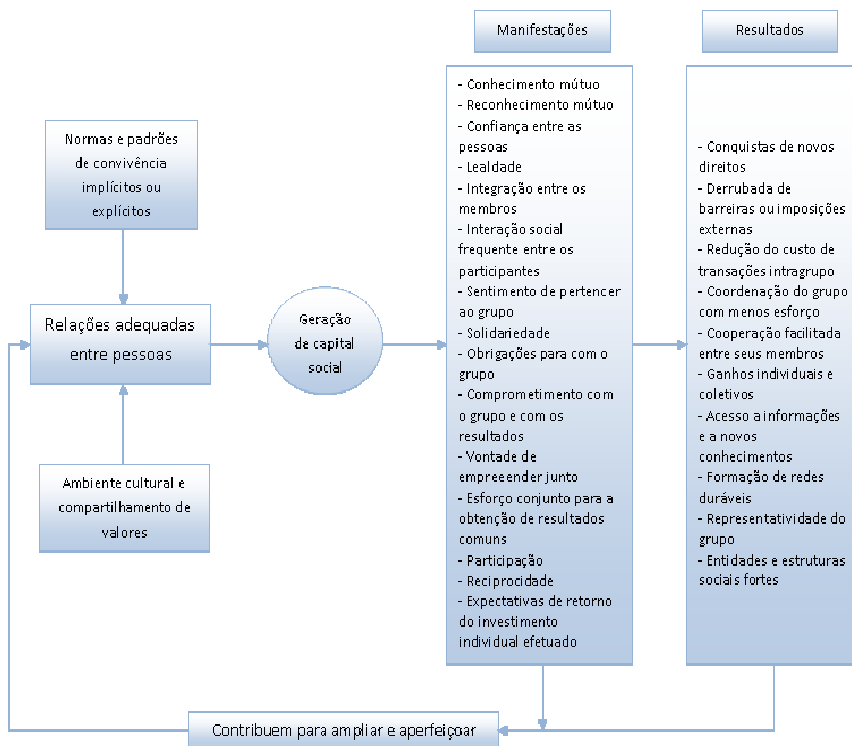 Manifestações
Resultados
Normas e padrões
de convivência
implícitos ou
explícitos
Relações adequadas
entre pessoas
Ambiente cultural e
compartilhamento de
valores
Geração
de capital
social
- Conhecimento mútuo
- Reconhecimento mútuo
- Confiança entre as
pessoas
- Lealdade
- Integração entre os
membros
- Interação social
frequente entre os
participantes
- Sentimento de pertencer
ao grupo
- Solidariedade
- Obrigações para com o
grupo
- Comprometimento com
o grupo e com os
resultados
- Vontade de
empreeender junto
- Esforço conjunto para a
obtenção de resultados
comuns
- Participação
- Reciprocidade
- Expectativas de retorno
do investimento
individual efetuado
- Conquistas de novos
direitos
- Derrubada de
barreiras ou imposições
externas
- Redução do custo de
transações intragrupo
- Coordenação do grupo
com menos esforço
- Cooperação facilitada
entre seus membros
- Ganhos individuais e
coletivos
- Acesso a informações
e a novos
conhecimentos
- Formação de redes
duráveis
- Representatividade do
grupo
- Entidades e estruturas
sociais fortes
Contribuem para ampliar e aperfeiçoar